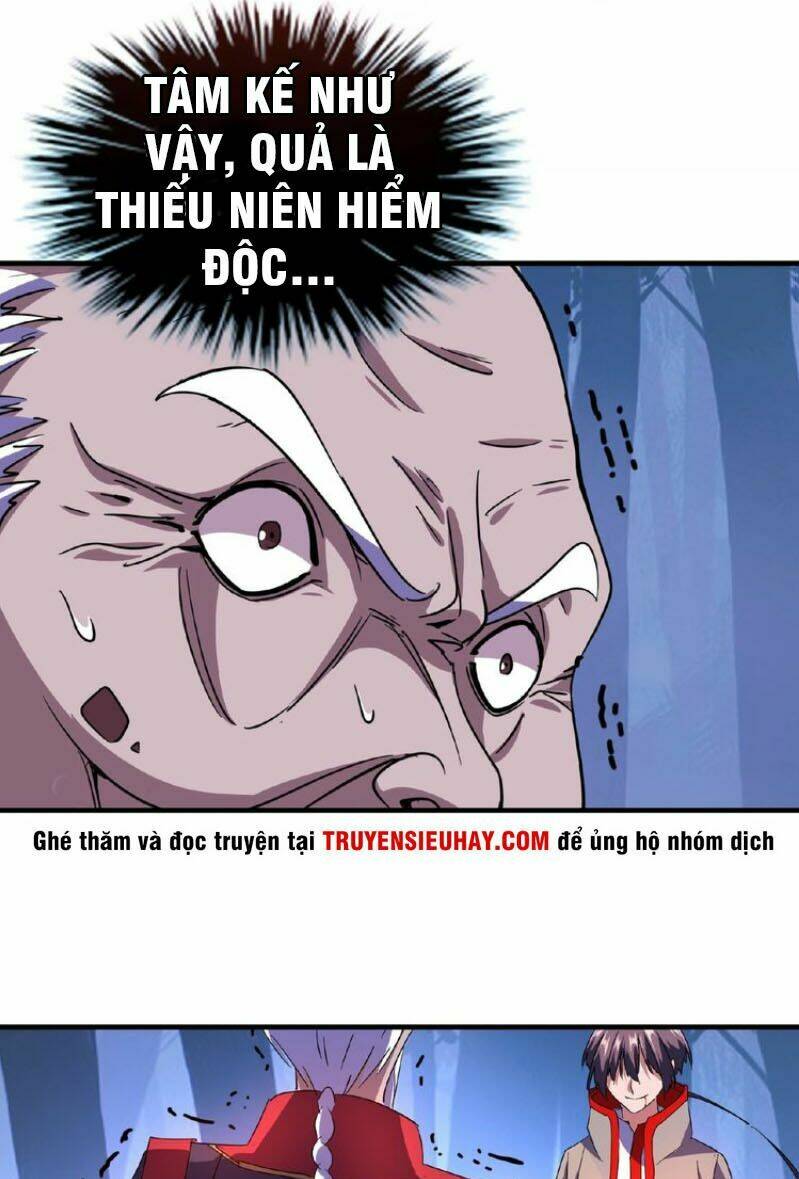 TÂM KẾ NHƯ
VẬY, QUẢ LÀ
THIẾU NIÊN HIỂM
ĐỘC...
Ghé thăm và đọc truyện tại TRUYENSIEUHAY.COM để ủng hộ nhóm dịch